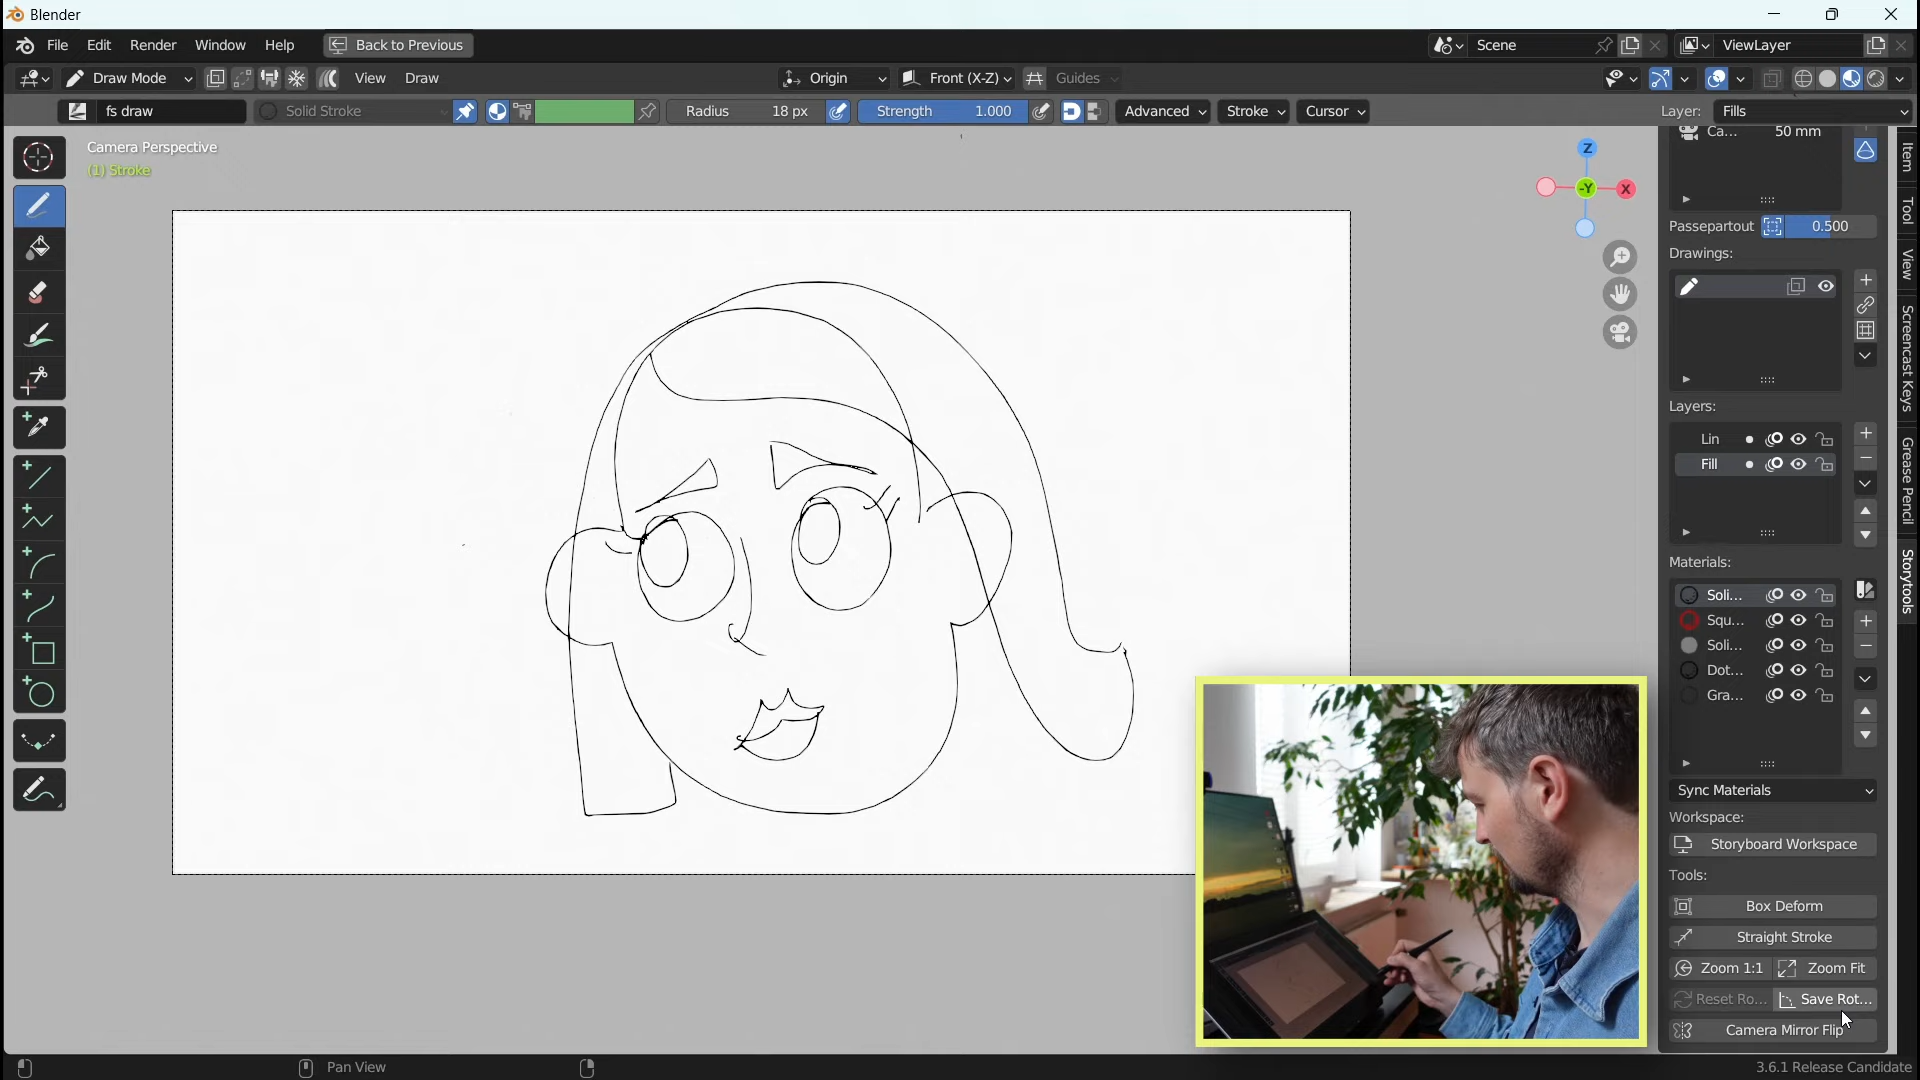 Blender
File Edit Render Window Help Back to Previous Scene ViewLayer
Draw Mode View Draw Origin Front (X-Z) Guides
fs draw Solid Stroke Radius 18 px Strength 1.000 Advanced Stroke Cursor Layer: Fills
Camera Perspective
(1) Stroke
Z
-Y X
Ca... 50 mm
Passepartout 0.500
Drawings:
Layers:
Lin
Fill
Materials:
Soli...
Squ...
Soli...
Dot...
Gra...
Sync Materials
Workspace:
Storyboard Workspace
Tools:
Box Deform
Straight Stroke
Zoom 1:1 Zoom Fit
Reset Ro... Save Rot...
Camera Mirror Flip
Item
Tool
View
Screencast Keys
Grease Pencil
Storytools
Pan View
3.6.1 Release Candidate